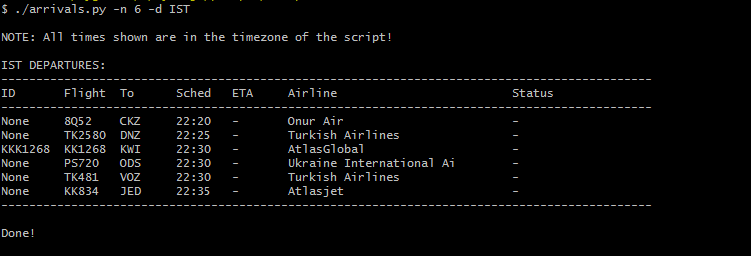 $ ./arrivals.py -n 6 -d IST
NOTE: All times shown are in the timezone of the script!
IST DEPARTURES:
---------------------------------------------------------------------------------------------
ID       Flight  To     Sched   ETA     Airline                         Status
---------------------------------------------------------------------------------------------
None     8Q52    CKZ    22:20   -       Onur Air                        -
None     TK2580  DNZ    22:25   -       Turkish Airlines                -
KKK1268  KK1268  KWI    22:30   -       AtlasGlobal                     -
None     PS720   ODS    22:30   -       Ukraine International Ai        -
None     TK481   VOZ    22:30   -       Turkish Airlines                -
None     KK834   JED    22:35   -       Atlasjet                        -
---------------------------------------------------------------------------------------------
Done!